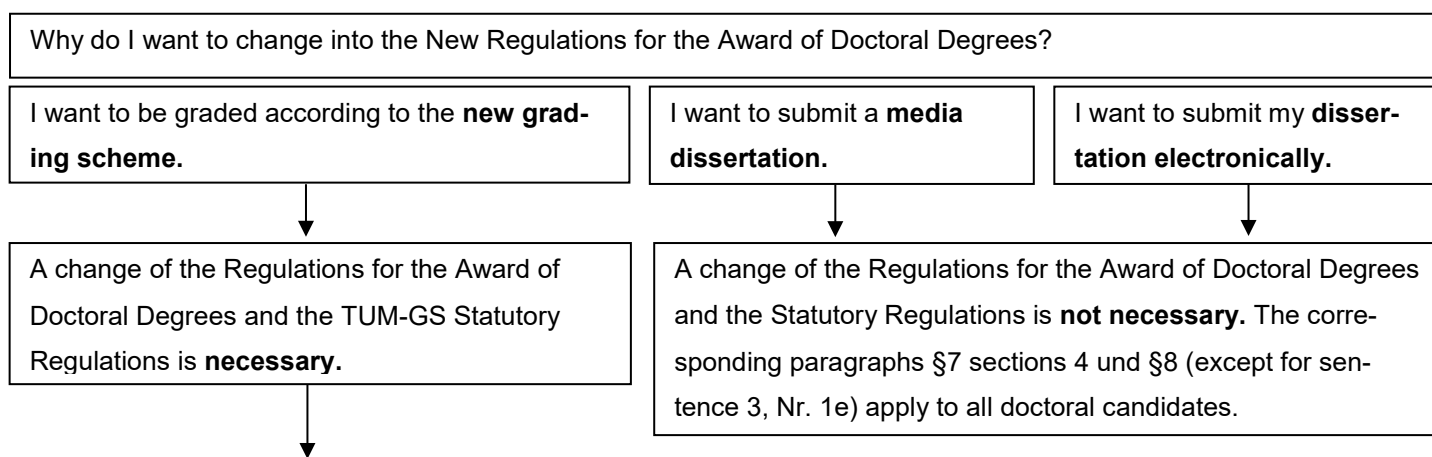 Why do I want to change into the New Regulations for the Award of Doctoral Degrees?
I want to be graded according to the new grad-
ing scheme.
I want to submit a media
dissertation.
I want to submit my disser-
tation electronically.
A change of the Regulations for the Award of
Doctoral Degrees and the TUM-GS Statutory
Regulations is necessary.
A change of the Regulations for the Award of Doctoral Degrees
and the Statutory Regulations is not necessary. The corre-
sponding paragraphs §7 sections 4 und §8 (except for sen-
tence 3, Nr. 1e) apply to all doctoral candidates.